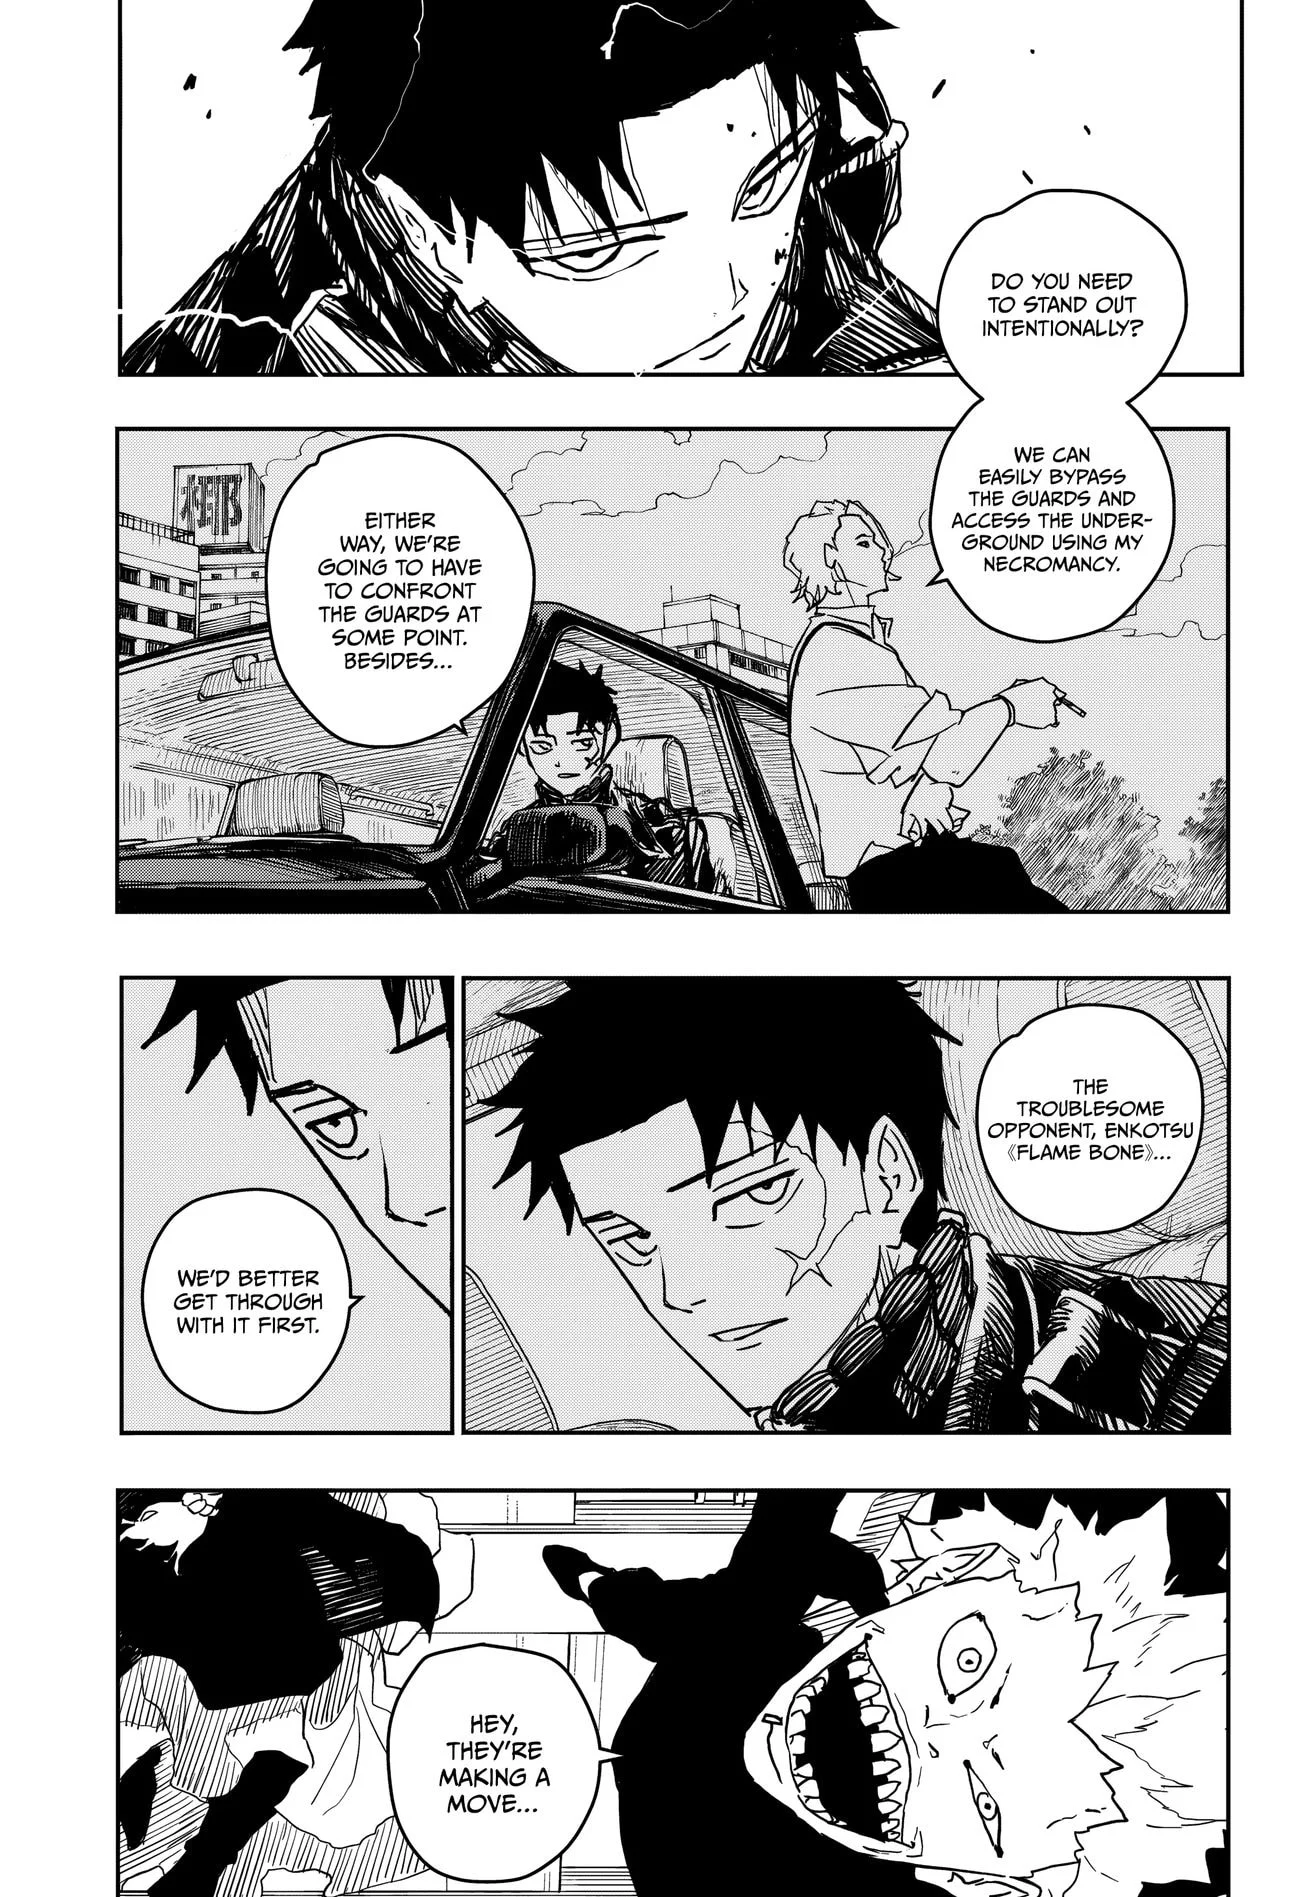 DO YOU NEED
TO STAND OUT
INTENTIONALLY?
WE CAN
EASILY BYPASS
THE GUARDS AND
ACCESS THE UNDER-
GROUND USING MY
NECROMANCY.
EITHER
WAY, WE'RE
GOING TO HAVE
TO CONFRONT
THE GUARDS AT
SOME POINT.
BESIDES...
THE
TROUBLESOME
OPPONENT, ENKOTSU
《FLAME BONE》...
WE'D BETTER
GET THROUGH
WITH IT FIRST.
HEY,
THEY'RE
MAKING A
MOVE...